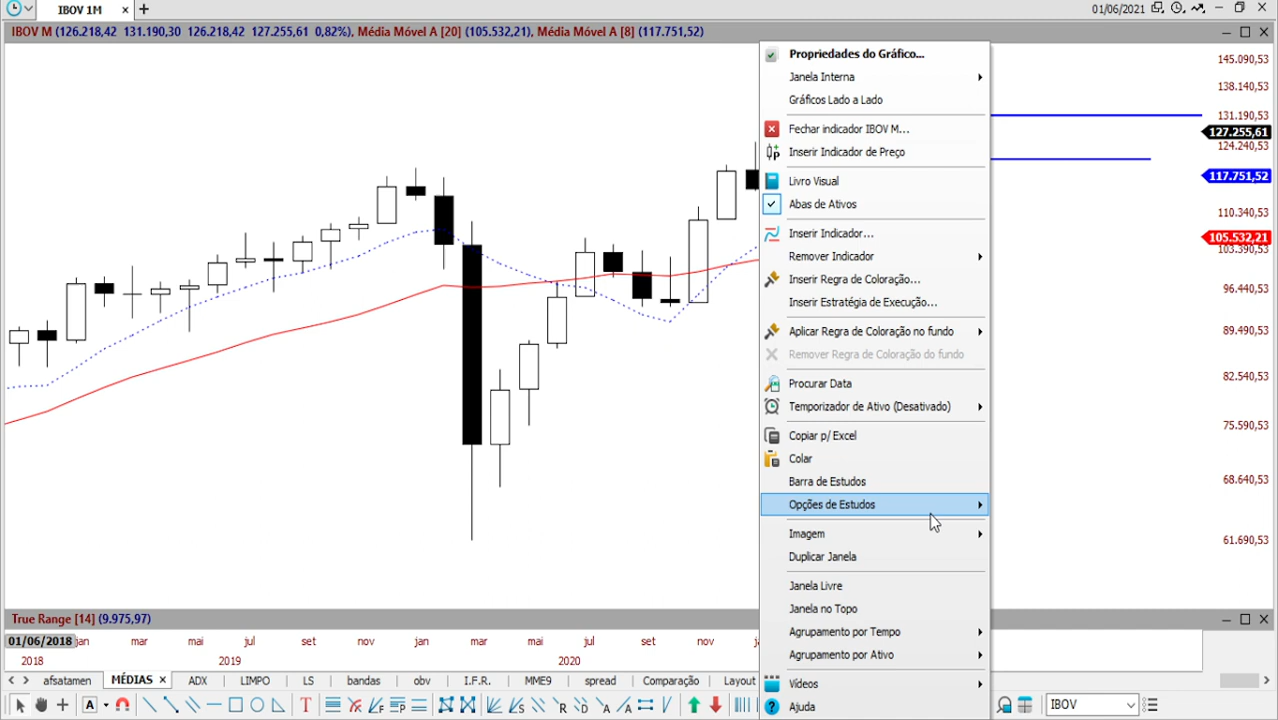 IBOV 1M
01/06/2021
IBOV M (126.218,42 131.190,30 126.218,42 127.255,61 0,82%), Média Móvel A [20] (105.532,21), Média Móvel A [8] (117.751,52)
Propriedades do Gráfico...
Janela Interna
Gráficos Lado a Lado
Fechar indicador IBOV M...
Inserir Indicador de Preço
Livro Visual
Abas de Ativos
Inserir Indicador...
Remover Indicador
Inserir Regra de Coloração...
Inserir Estratégia de Execução...
Aplicar Regra de Coloração no fundo
Remover Regra de Coloração do fundo
Procurar Data
Temporizador de Ativo (Desativado)
Copiar p/ Excel
Colar
Barra de Estudos
Opções de Estudos
Imagem
Duplicar Janela
Janela Livre
Janela no Topo
Agrupamento por Tempo
Agrupamento por Ativo
Vídeos
Ajuda
145.090,53
138.140,53
131.190,53
127.255,61
124.240,53
117.751,52
110.340,53
105.532,21
103.390,53
96.440,53
89.490,53
82.540,53
75.590,53
68.640,53
61.690,53
True Range [14] (9.975,97)
01/06/2018 jan mar mai jul set nov jan mar mai jul set nov
2018 2019 2020
afsatamen MÉDIAS ADX LIMPO LS bandas obv I.F.R. MME9 spread Comparação Layout
IBOV